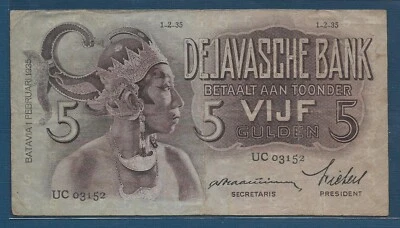 1-2-35
1-2-35
DE JAVASCHE BANK
BETAALT AAN TOONDER
5
5 VIJF 5
GULDEN
BATAVIA 1 FEBRUARI 1935
UC 03152
UC 03152
SECRETARIS
PRESIDENT